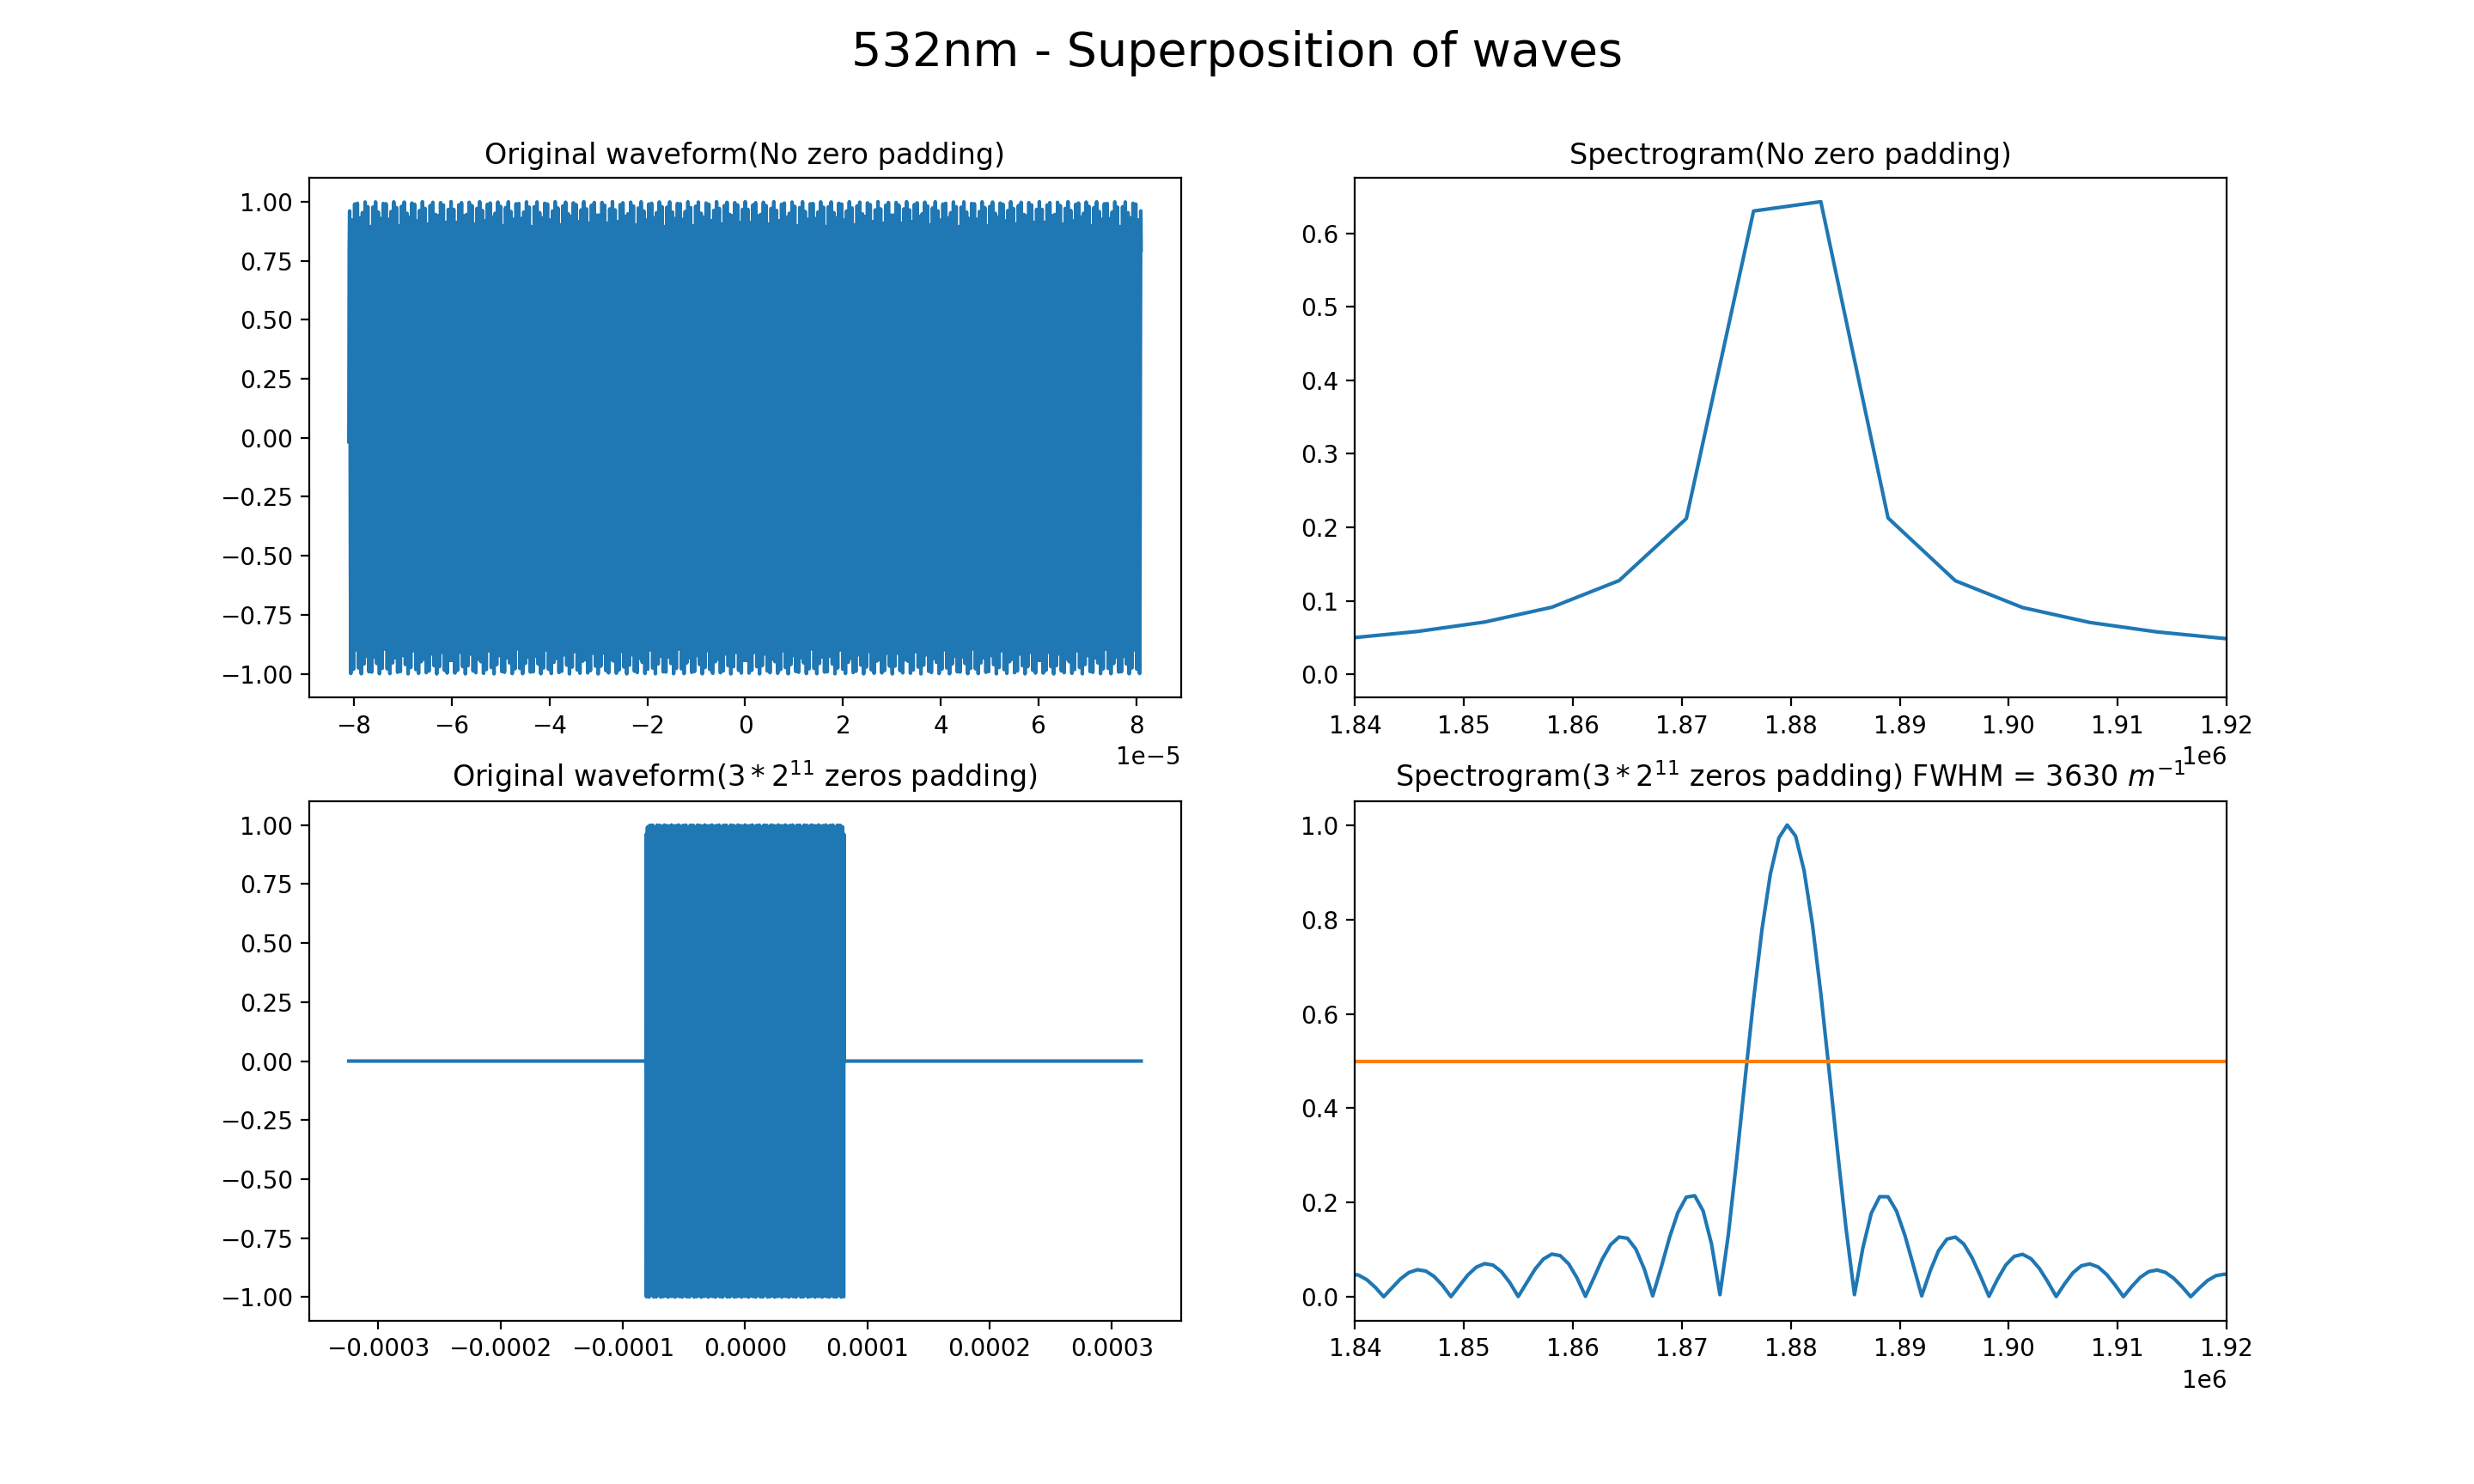 532nm - Superposition of waves
Original waveform(No zero padding)
1.00
0.75
0.50
0.25
0.00
−0.25
−0.50
−0.75
−1.00
−8 −6 −4 −2 0 2 4 6 8
1e−5
Spectrogram(No zero padding)
0.6
0.5
0.4
0.3
0.2
0.1
0.0
1.84 1.85 1.86 1.87 1.88 1.89 1.90 1.91 1.92
1e6
Original waveform(3 * 2¹¹ zeros padding)
1.00
0.75
0.50
0.25
0.00
−0.25
−0.50
−0.75
−1.00
−0.0003 −0.0002 −0.0001 0.0000 0.0001 0.0002 0.0003
Spectrogram(3 * 2¹¹ zeros padding) FWHM = 3630 m⁻¹
1.0
0.8
0.6
0.4
0.2
0.0
1.84 1.85 1.86 1.87 1.88 1.89 1.90 1.91 1.92
1e6